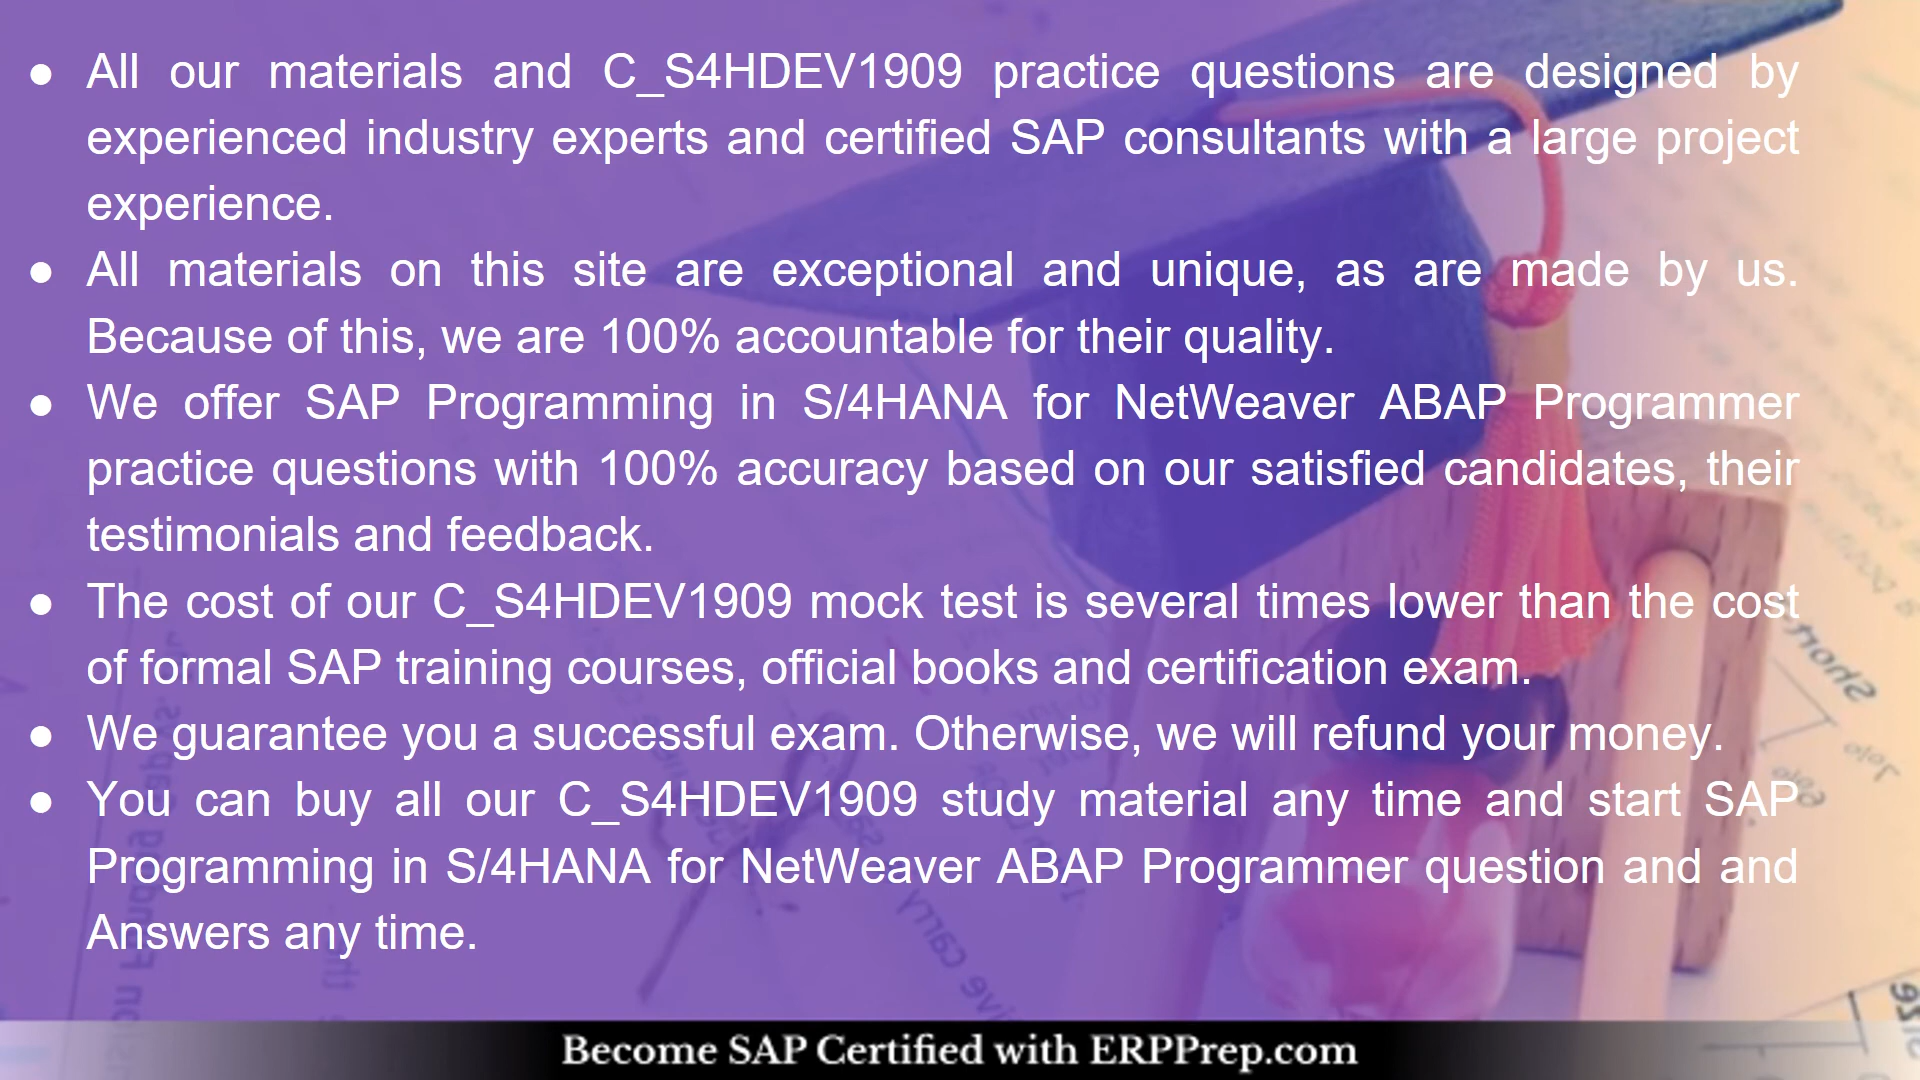 ● All our materials and C_S4HDEV1909 practice questions are designed by
experienced industry experts and certified SAP consultants with a large project
experience.
● All materials on this site are exceptional and unique, as are made by us.
Because of this, we are 100% accountable for their quality.
● We offer SAP Programming in S/4HANA for NetWeaver ABAP Programmer
practice questions with 100% accuracy based on our satisfied candidates, their
testimonials and feedback.
● The cost of our C_S4HDEV1909 mock test is several times lower than the cost
of formal SAP training courses, official books and certification exam.
● We guarantee you a successful exam. Otherwise, we will refund your money.
● You can buy all our C_S4HDEV1909 study material any time and start SAP
Programming in S/4HANA for NetWeaver ABAP Programmer question and and
Answers any time.
Short
carry
Become SAP Certified with ERPPrep.com